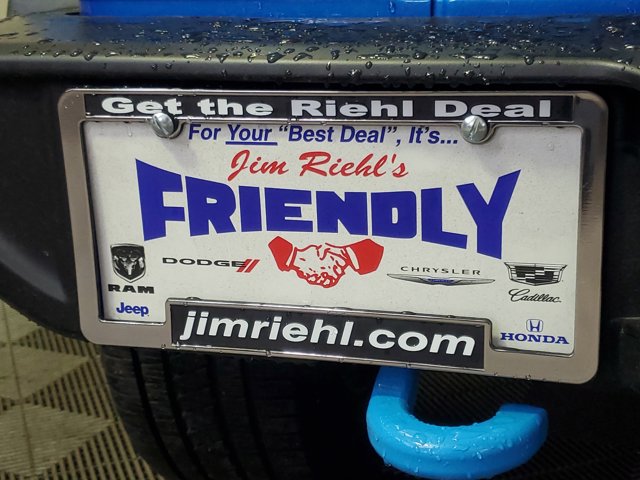 Get the Riehl Deal
For Your "Best Deal", It's...
Jim Riehl's
FRIENDLY
RAM
DODGE
CHRYSLER
Cadillac
Jeep
HONDA
jimriehl.com